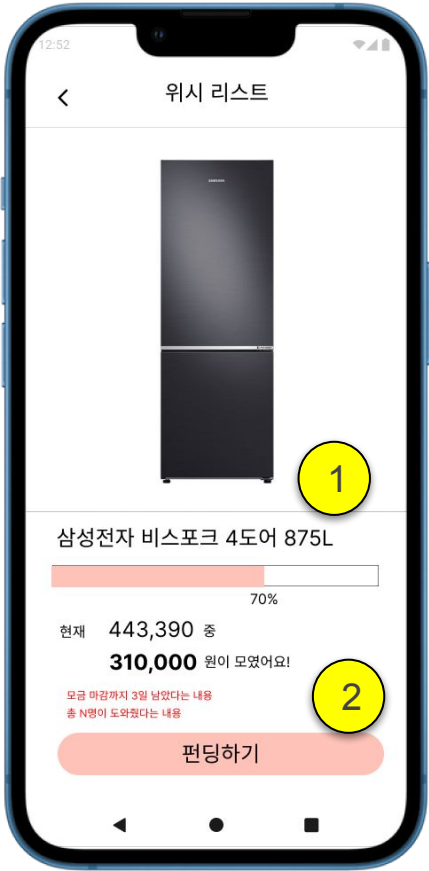 12:52
위시 리스트
SAMSUNG
1
삼성전자 비스포크 4도어 875L
70%
현재 443,390 중
310,000 원이 모였어요!
모금 마감까지 3일 남았다는 내용
총 N명이 도와줬다는 내용
2
펀딩하기